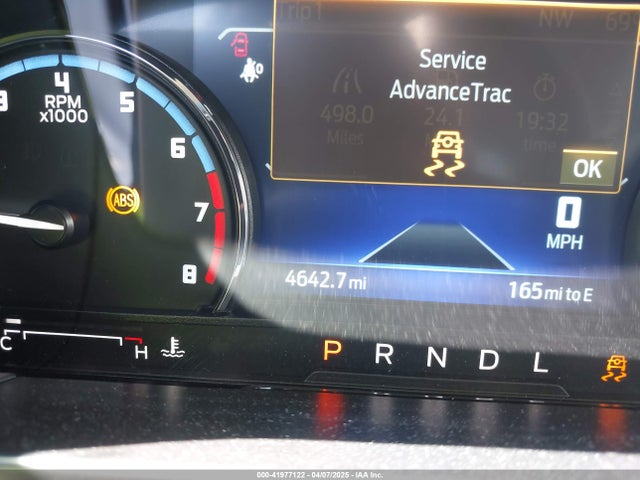 Trip 1
NW
Service
AdvanceTrac
498.0
24.1
19:32
Miles
time
OK
4
5
6
7
8
RPM
x1000
ABS
0
MPH
4642.7 mi
165 mi to E
C
H
P R N D L
000-41977122 - 04/07/2025 - IAA Inc.